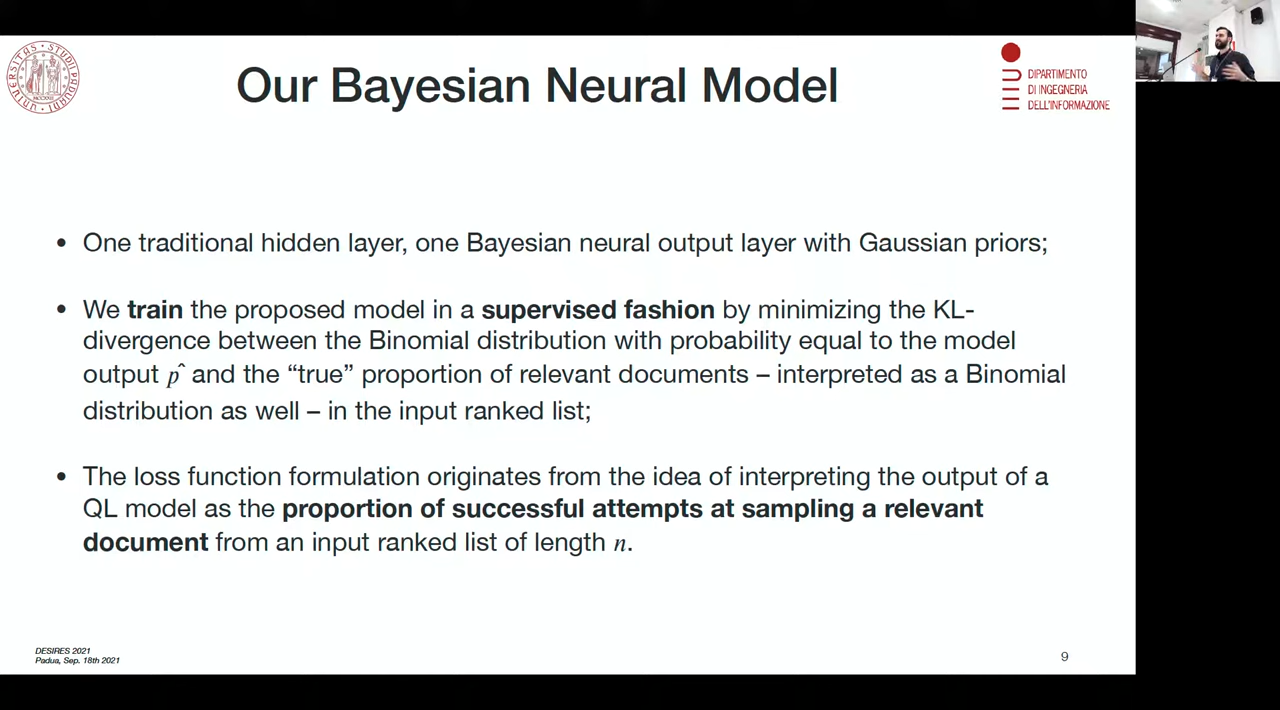 Our Bayesian Neural Model
DIPARTIMENTO
DI INGEGNERIA
DELL'INFORMAZIONE
• One traditional hidden layer, one Bayesian neural output layer with Gaussian priors;
• We train the proposed model in a supervised fashion by minimizing the KL-
divergence between the Binomial distribution with probability equal to the model
output p̂ and the “true” proportion of relevant documents – interpreted as a Binomial
distribution as well – in the input ranked list;
• The loss function formulation originates from the idea of interpreting the output of a
QL model as the proportion of successful attempts at sampling a relevant
document from an input ranked list of length n.
DESIRES 2021
Padua, Sep. 18th 2021
9